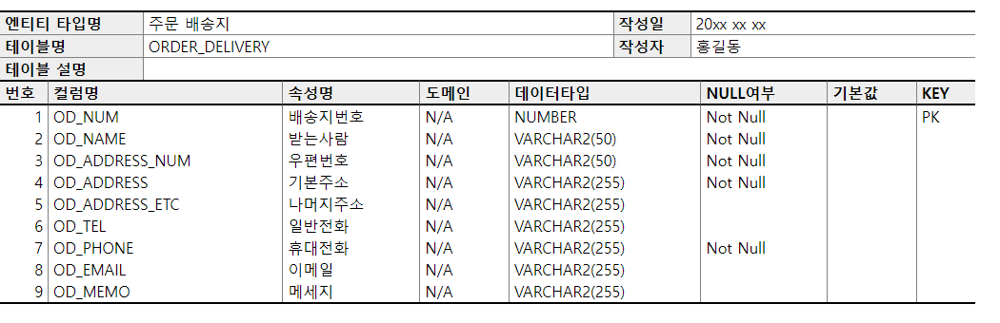 엔티티 타입명 주문 배송지 작성일 20xx xx xx
테이블명 ORDER_DELIVERY 작성자 홍길동
테이블 설명
번호 컬럼명 속성명 도메인 데이터타입 NULL여부 기본값 KEY
1 OD_NUM 배송지번호 N/A NUMBER Not Null PK
2 OD_NAME 받는사람 N/A VARCHAR2(50) Not Null
3 OD_ADDRESS_NUM 우편번호 N/A VARCHAR2(50) Not Null
4 OD_ADDRESS 기본주소 N/A VARCHAR2(255) Not Null
5 OD_ADDRESS_ETC 나머지주소 N/A VARCHAR2(255)
6 OD_TEL 일반전화 N/A VARCHAR2(255)
7 OD_PHONE 휴대전화 N/A VARCHAR2(255) Not Null
8 OD_EMAIL 이메일 N/A VARCHAR2(255)
9 OD_MEMO 메세지 N/A VARCHAR2(255)